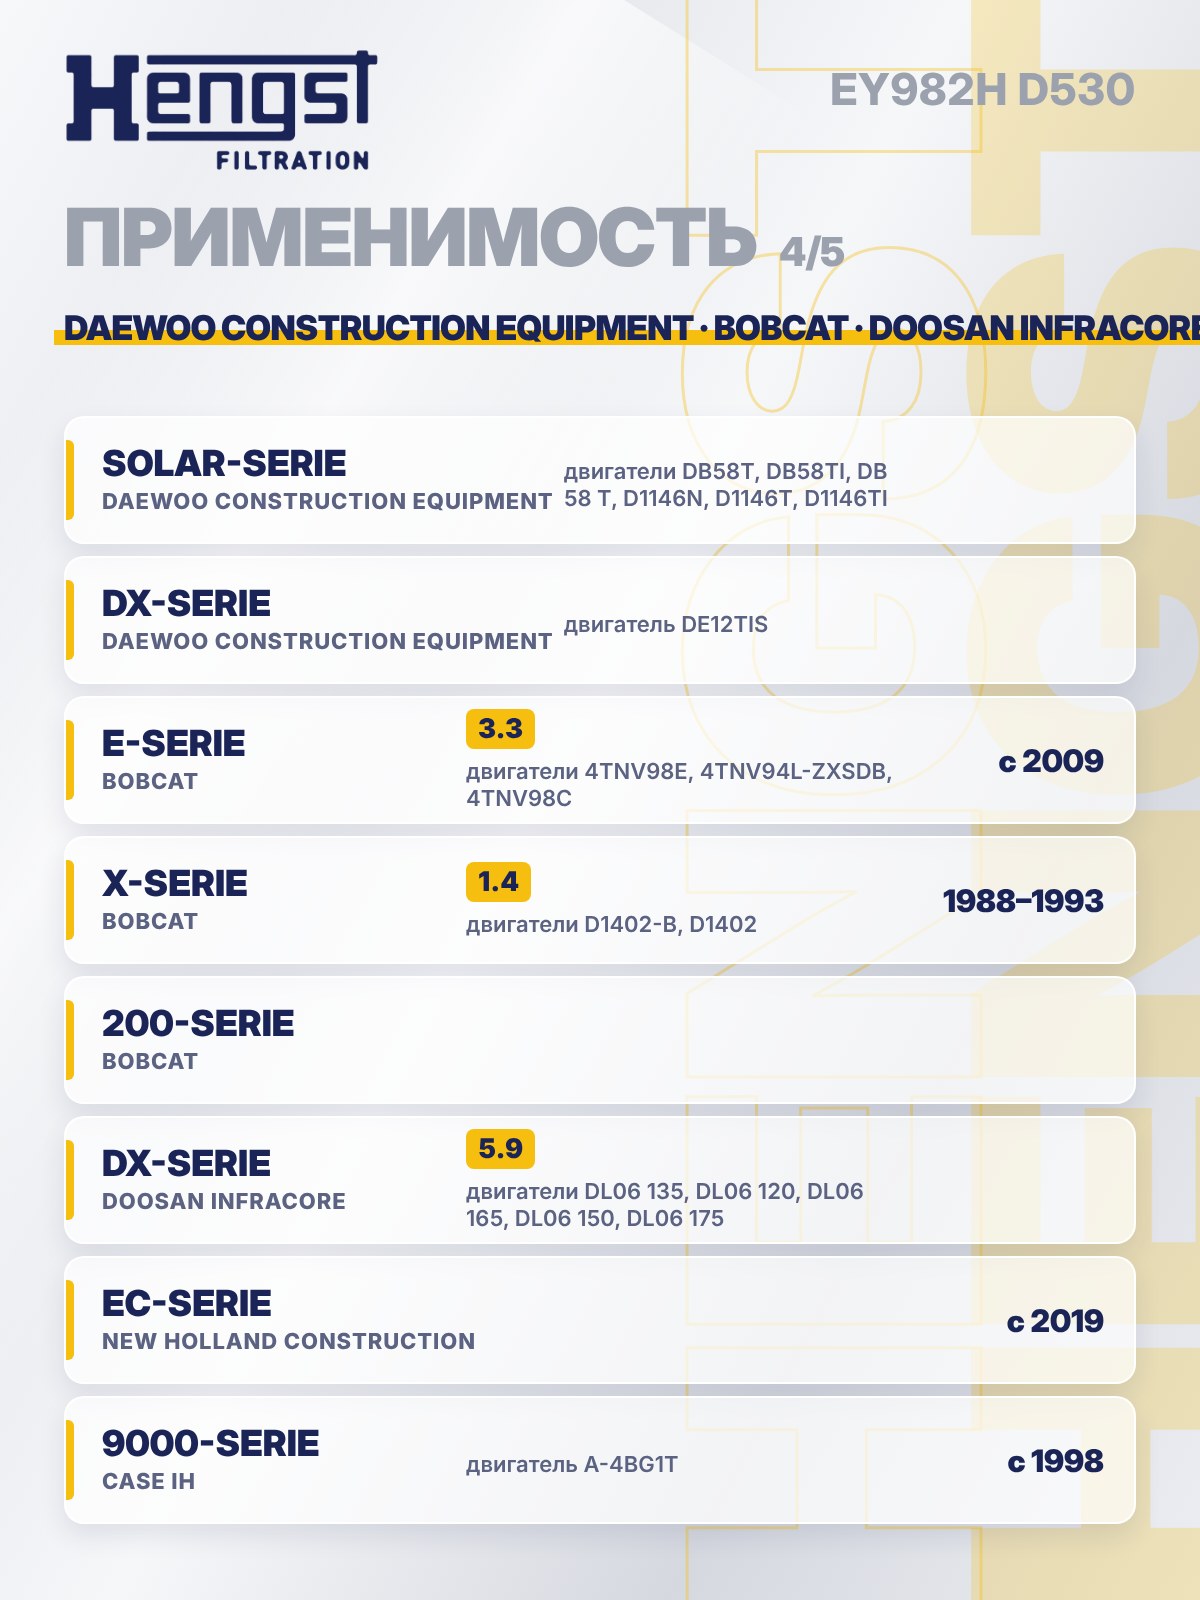 Hengst
FILTRATION
EY982H D530
ПРИМЕНИМОСТЬ 4/5
DAEWOO CONSTRUCTION EQUIPMENT · BOBCAT · DOOSAN INFRACORE
SOLAR-SERIE
DAEWOO CONSTRUCTION EQUIPMENT
двигатели DB58T, DB58TI, DB
58 T, D1146N, D1146T, D1146TI
DX-SERIE
DAEWOO CONSTRUCTION EQUIPMENT
двигатель DE12TIS
E-SERIE
BOBCAT
3.3
двигатели 4TNV98E, 4TNV94L-ZXSDB,
4TNV98C
с 2009
X-SERIE
BOBCAT
1.4
двигатели D1402-B, D1402
1988–1993
200-SERIE
BOBCAT
DX-SERIE
DOOSAN INFRACORE
5.9
двигатели DL06 135, DL06 120, DL06
165, DL06 150, DL06 175
EC-SERIE
NEW HOLLAND CONSTRUCTION
с 2019
9000-SERIE
CASE IH
двигатель A-4BG1T
с 1998
HENGST
HENGST